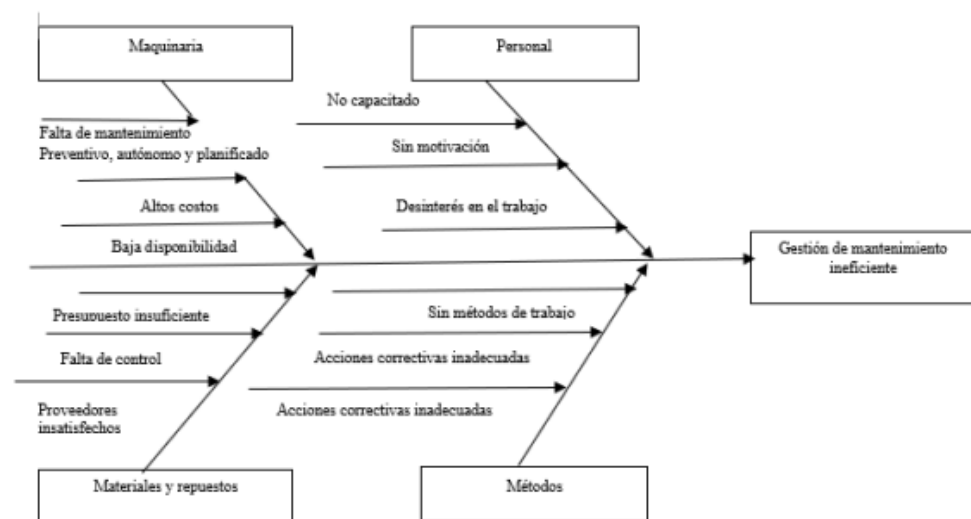 Maquinaria
Personal
No capacitado
Falta de mantenimiento
Preventivo, autónomo y planificado
Sin motivación
Altos costos
Desinterés en el trabajo
Baja disponibilidad
Gestión de mantenimiento
ineficiente
Presupuesto insuficiente
Sin métodos de trabajo
Falta de control
Acciones correctivas inadecuadas
Proveedores
insatisfechos
Acciones correctivas inadecuadas
Materiales y repuestos
Métodos